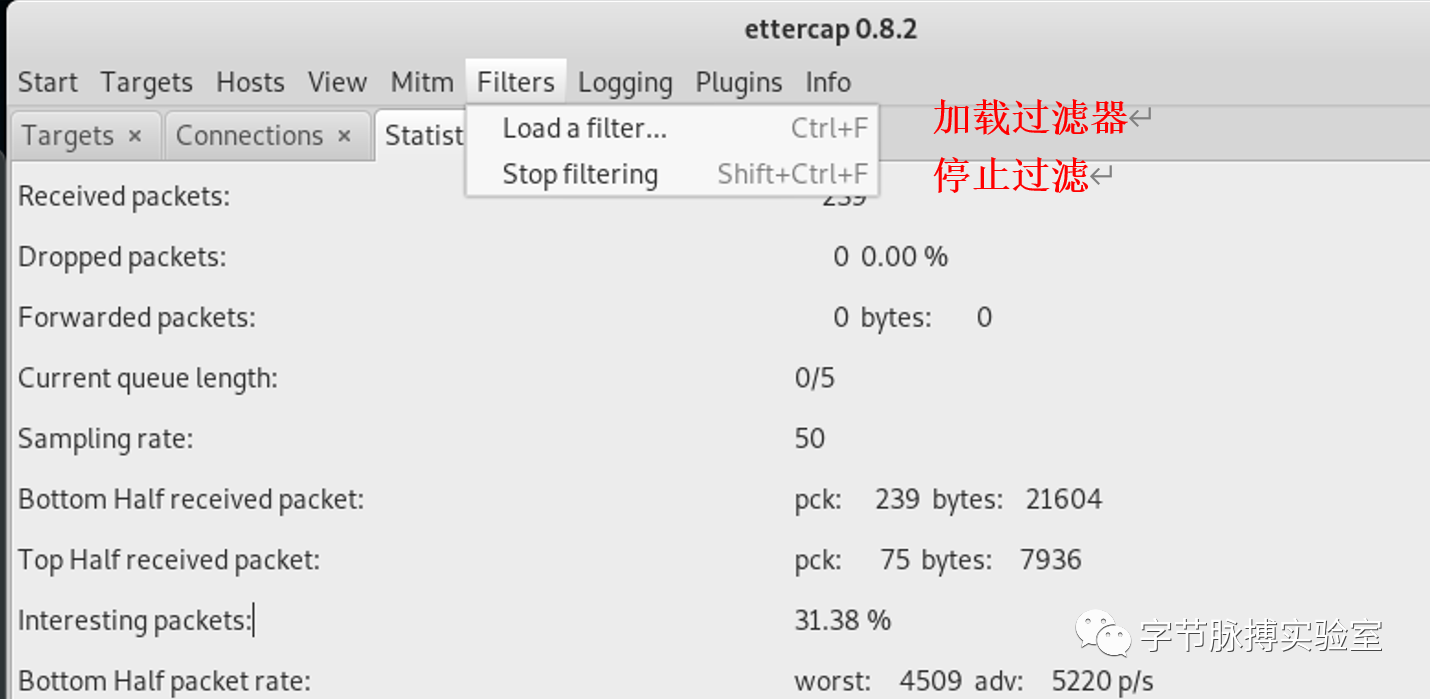 ettercap 0.8.2
Start Targets Hosts View Mitm Filters Logging Plugins Info
Targets × Connections × Statist
Load a filter... Ctrl+F 加载过滤器↵
Stop filtering Shift+Ctrl+F 停止过滤↵
Received packets: 239
Dropped packets: 0 0.00 %
Forwarded packets: 0 bytes: 0
Current queue length: 0/5
Sampling rate: 50
Bottom Half received packet: pck: 239 bytes: 21604
Top Half received packet: pck: 75 bytes: 7936
Interesting packets: 31.38 %
字节脉搏实验室
Bottom Half packet rate: worst: 4509 adv: 5220 p/s